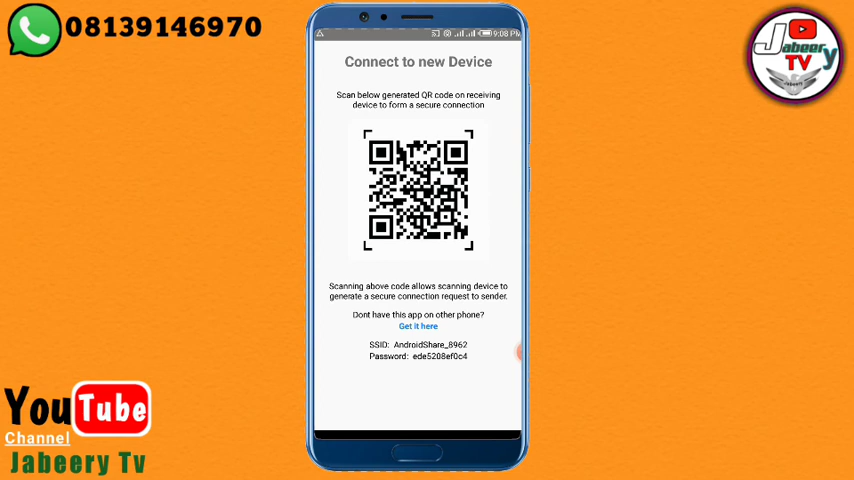 08139146970
Jabeery
TV
9:08 PM
Connect to new Device
Scan below generated QR code on receiving
device to form a secure connection
Scanning above code allows scanning device to
generate a secure connection request to sender.
Dont have this app on other phone?
Get it here
SSID: AndroidShare_8962
Password: ede5208ef0c4
YouTube
Channel
Jabeery Tv